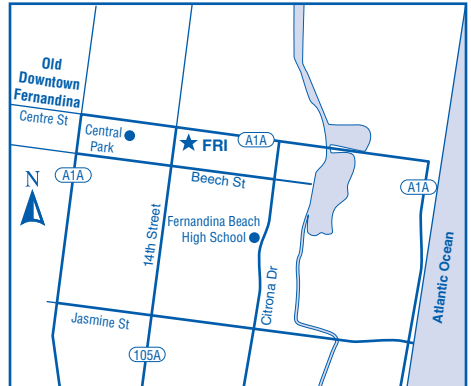 Old
Downtown
Fernandina
Centre St
Central
Park
FRI
A1A
A1A
A1A
Beech St
N
14th Street
Fernandina Beach
High School
Citrona Dr
Atlantic Ocean
Jasmine St
105A